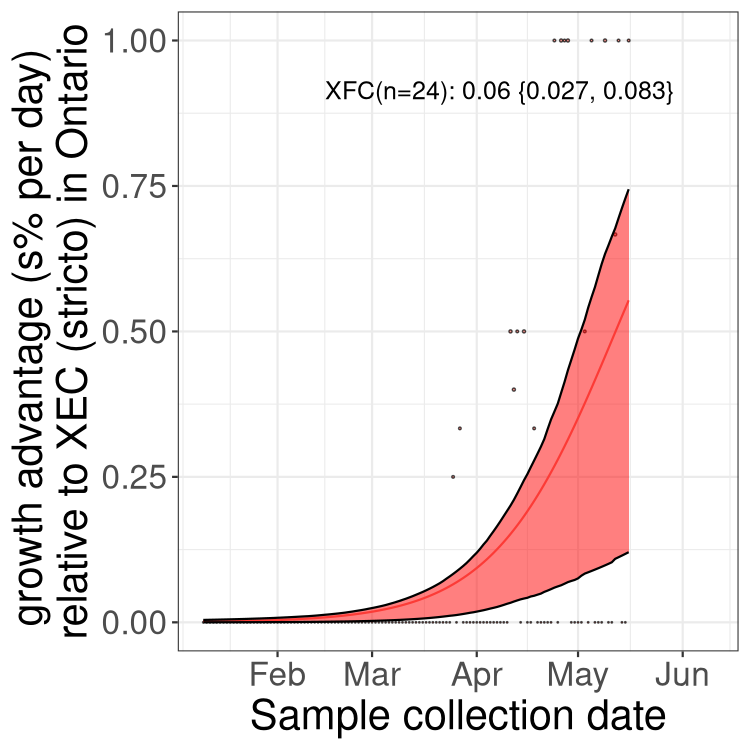 growth advantage (s% per day)
relative to XEC (stricto) in Ontario
1.00
0.75
0.50
0.25
0.00
XFC(n=24): 0.06 {0.027, 0.083}
Feb Mar Apr May Jun
Sample collection date